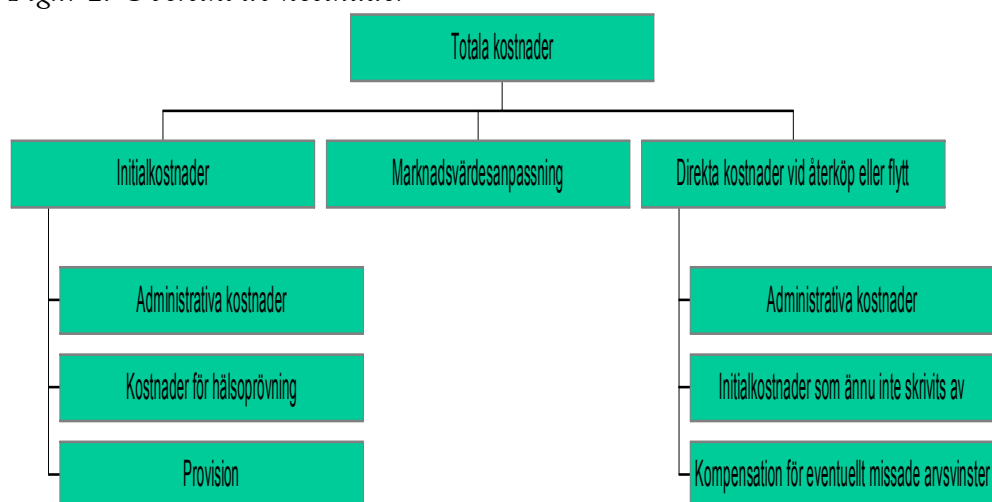 Totala kostnader
Initialkostnader
Marknadsvärdesanpassning
Direkta kostnader vid återköp eller flytt
Administrativa kostnader
Kostnader för hälsoprövning
Provision
Administrativa kostnader
Initialkostnader som ännu inte skrivits av
Kompensation för eventuellt missade arvsvinster